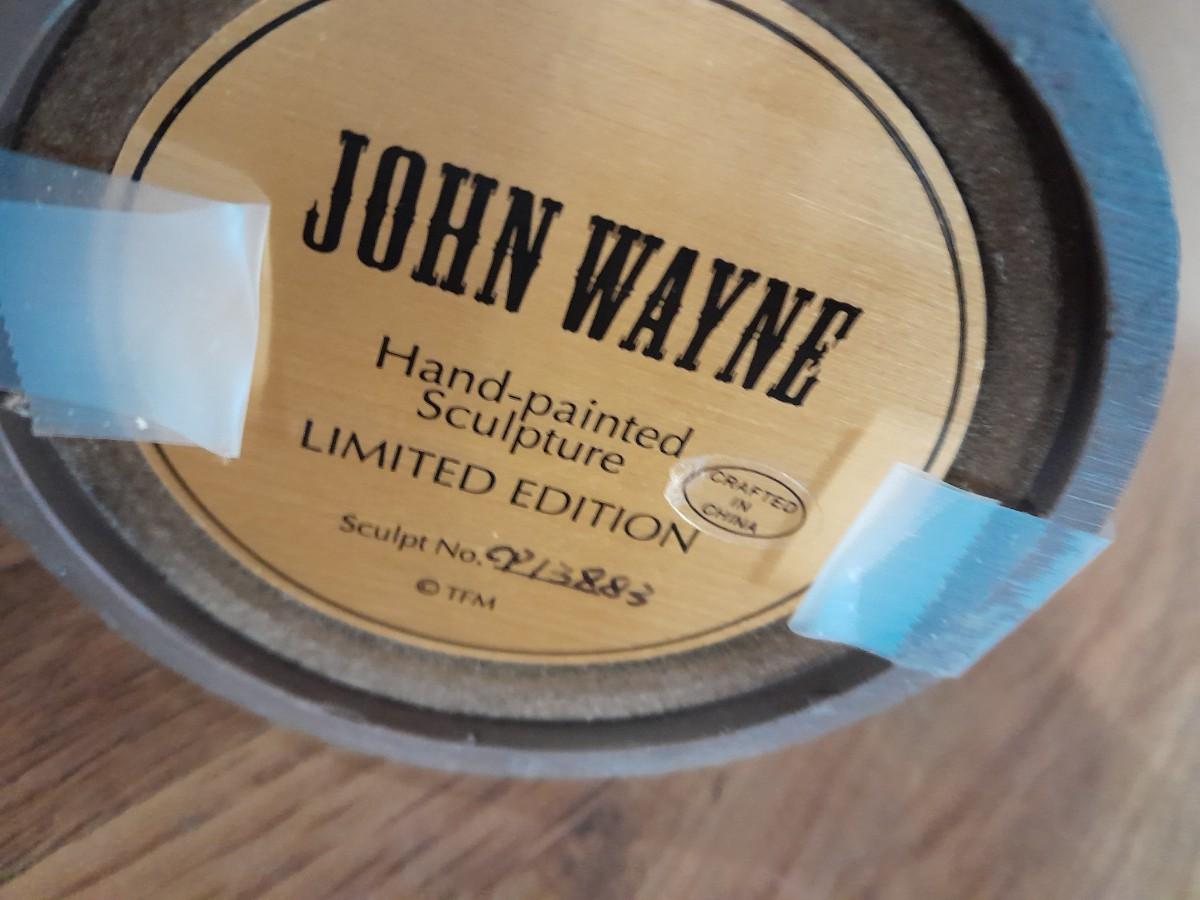 JOHN WAYNE
Hand-painted
Sculpture
LIMITED EDITION
CRAFTED
IN
CHINA
Sculpt No.
© TFM